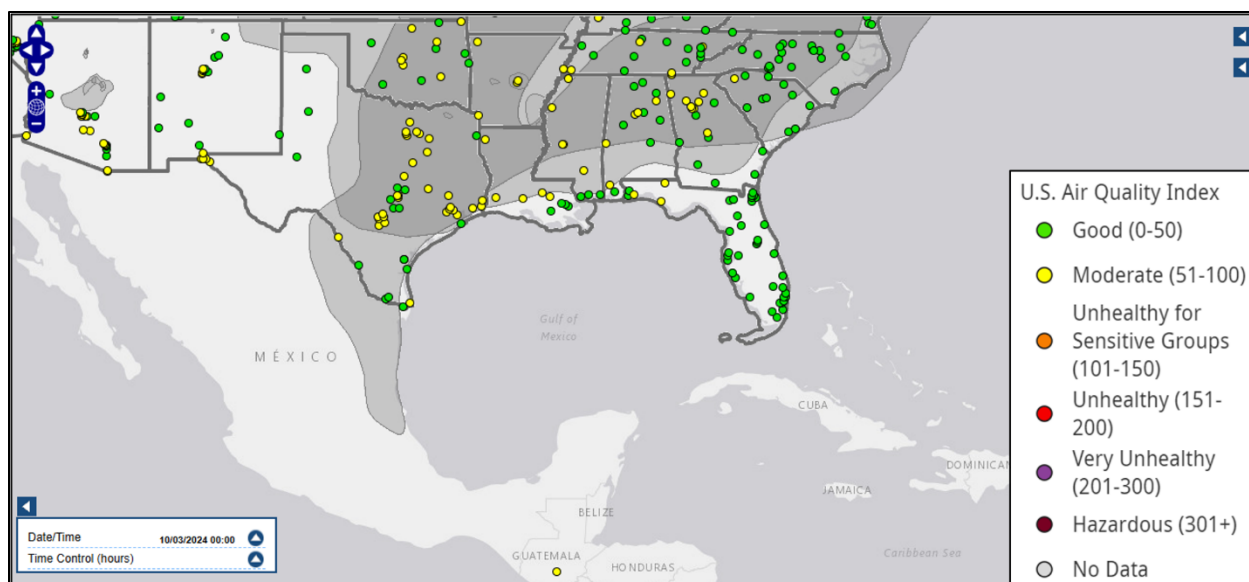 U.S. Air Quality Index
Good (0-50)
Moderate (51-100)
Unhealthy for
Sensitive Groups
(101-150)
Unhealthy (151-
200)
Very Unhealthy
(201-300)
Hazardous (301+)
No Data
Gulf of
Mexico
MÉXICO
CUBA
DOMINICAN
JAMAICA
BELIZE
GUATEMALA
HONDURAS
Caribbean Sea
Date/Time 10/03/2024 00:00
Time Control (hours)